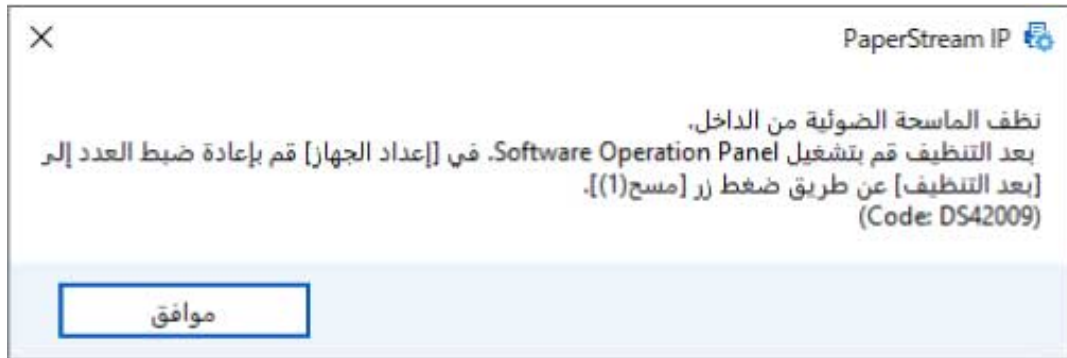 PaperStream IP
نظف الماسحة الضوئية من الداخل.
بعد التنظيف قم بتشغيل Software Operation Panel. في [إعداد الجهاز] قم بإعادة ضبط العدد إلى
[بعد التنظيف] عن طريق ضغط زر [مسح(1)].
(Code: DS42009)
موافق